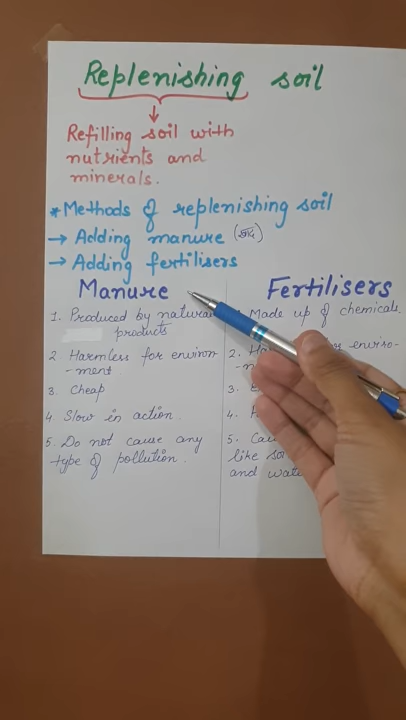 Replenishing soil
Refilling soil with
nutrients and
minerals.
* Methods of replenishing soil
→ Adding manure
→ Adding fertilisers
Manure
1. Produced by natural
products
2. Harmless for environ
-ment.
3. Cheap
4. Slow in action.
5. Do not cause any
type of pollution.
Fertilisers
Made up of chemicals.
2. enviro-
3.
4.
5.
like
and